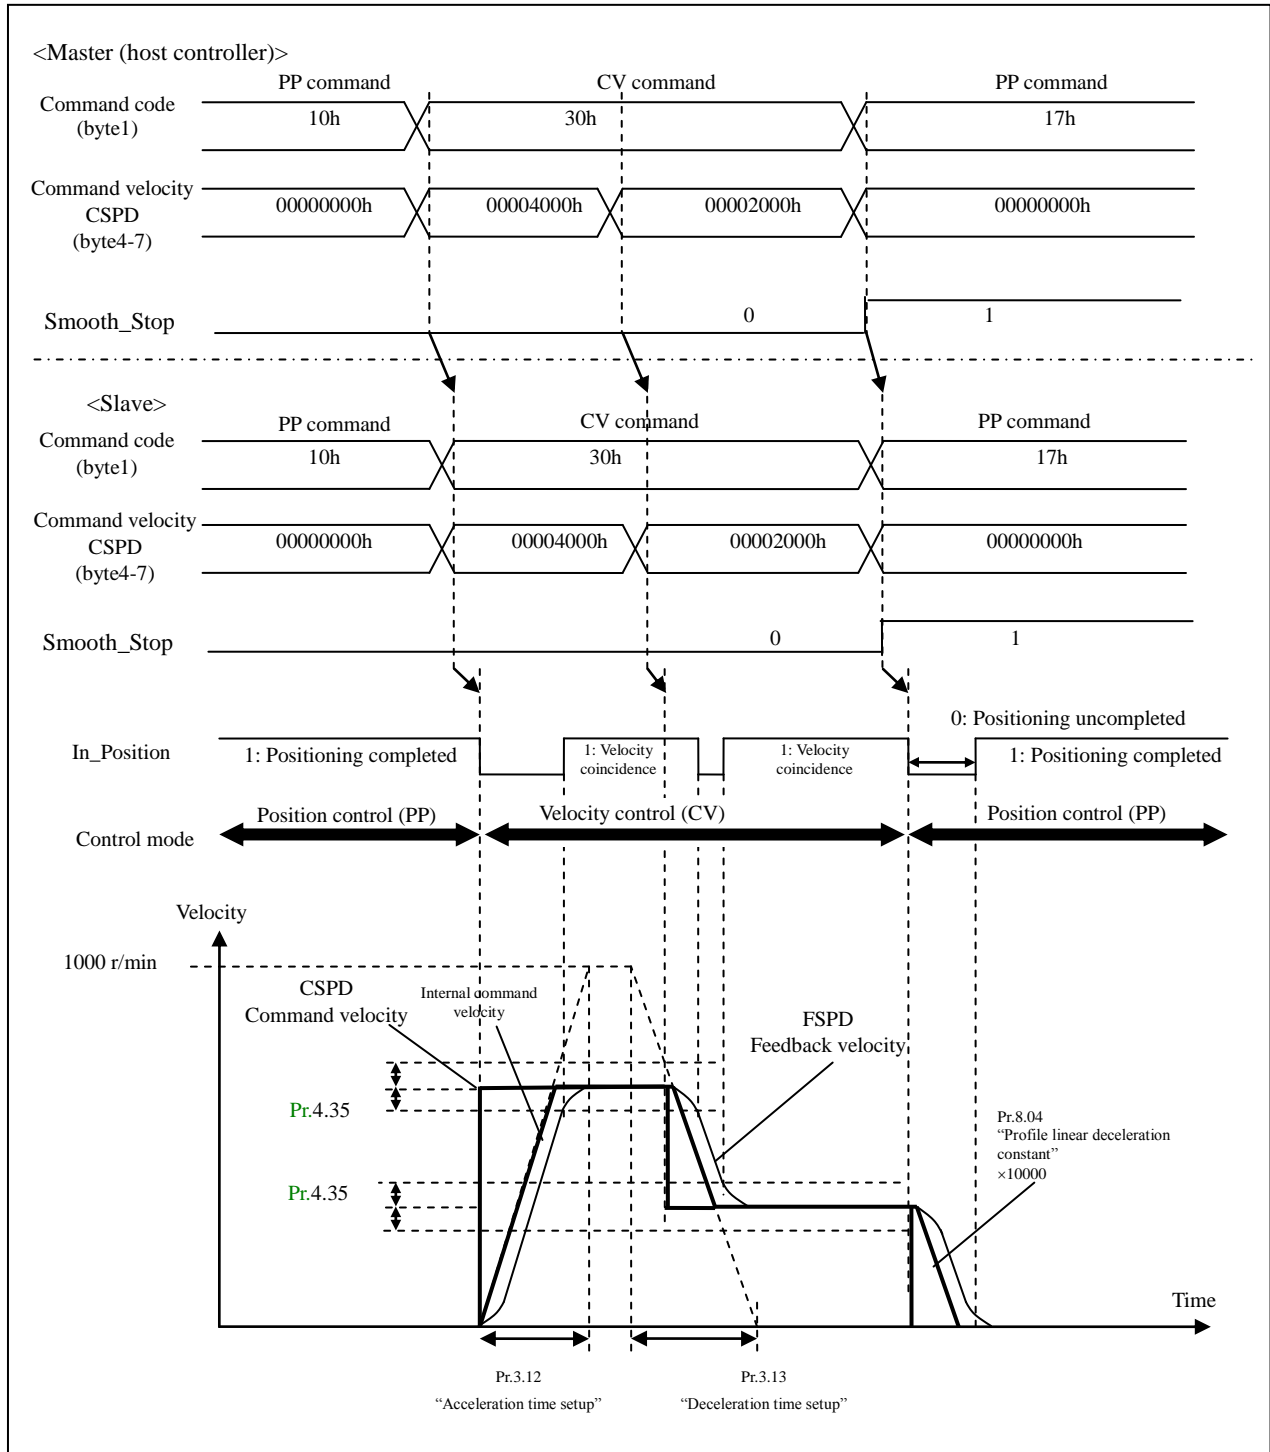 <Master (host controller)>
PP command
CV command
PP command
Command code
(byte1)
10h
30h
17h
Command velocity
CSPD
(byte4-7)
00000000h
00004000h
00002000h
00000000h
Smooth_Stop
0
1
<Slave>
PP command
CV command
PP command
Command code
(byte1)
10h
30h
17h
Command velocity
CSPD
(byte4-7)
00000000h
00004000h
00002000h
00000000h
Smooth_Stop
0
1
0: Positioning uncompleted
In_Position
1: Positioning completed
1: Velocity
coincidence
1: Velocity
coincidence
1: Positioning completed
Control mode
Position control (PP)
Velocity control (CV)
Position control (PP)
Velocity
1000 r/min
CSPD
Command velocity
Internal command
velocity
FSPD
Feedback velocity
Pr.4.35
Pr.4.35
Pr.8.04
“Profile linear deceleration
constant”
×10000
Time
Pr.3.12
“Acceleration time setup”
Pr.3.13
“Deceleration time setup”